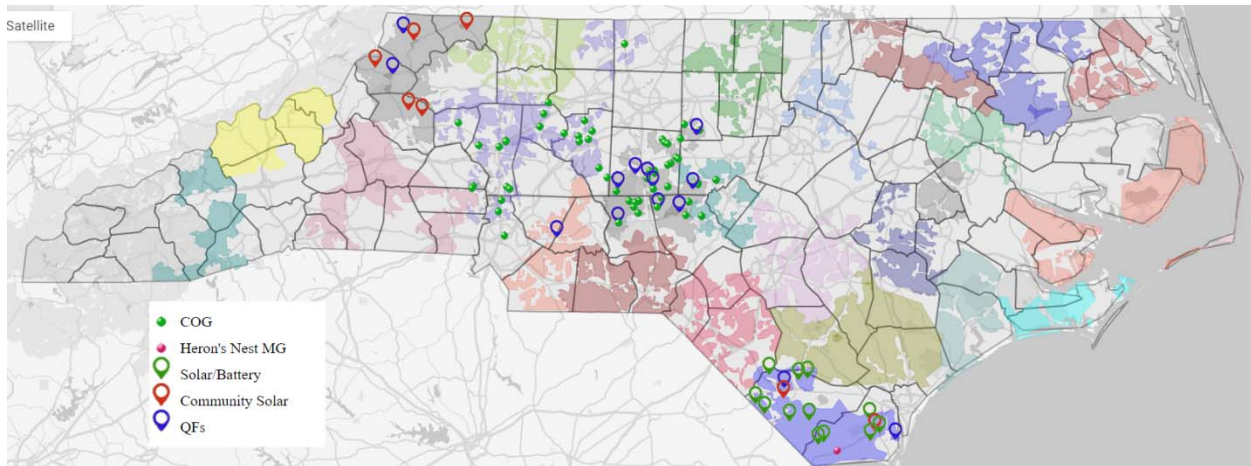 Satellite
COG
Heron's Nest MG
Solar/Battery
Community Solar
QFs